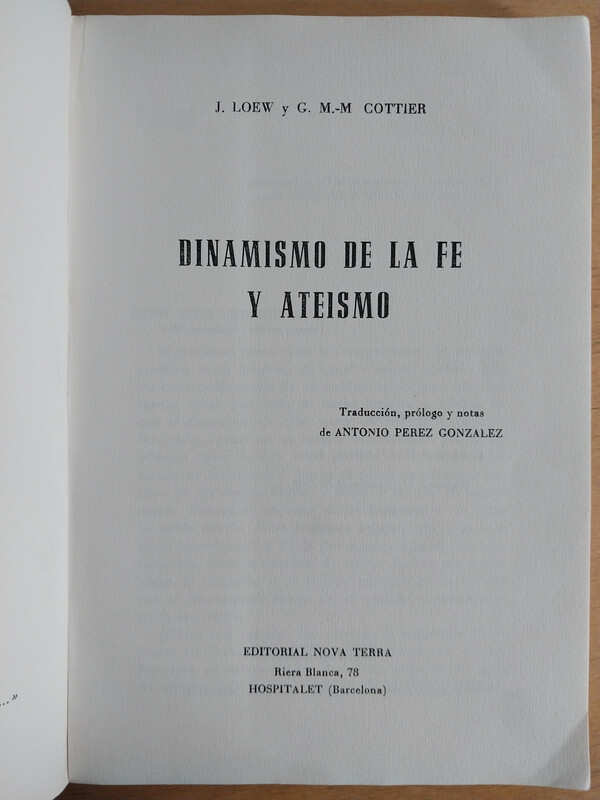 J. LOEW y G. M.-M COTTIER
DINAMISMO DE LA FE
Y ATEISMO
Traducción, prólogo y notas
de ANTONIO PEREZ GONZALEZ
EDITORIAL NOVA TERRA
Riera Blanca, 78
HOSPITALET (Barcelona)
..."